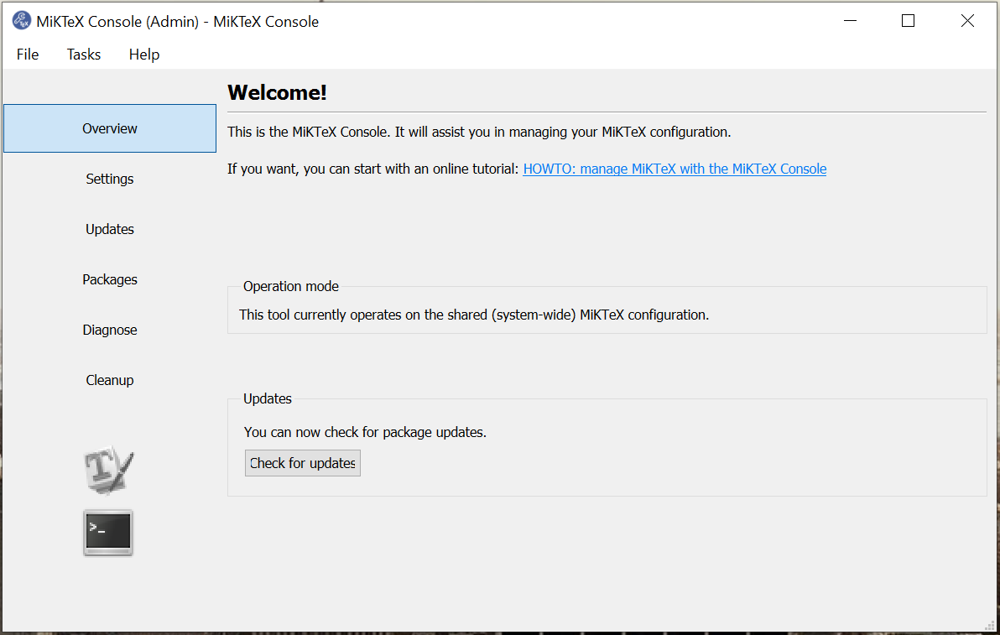 MiKTeX Console (Admin) - MiKTeX Console
File Tasks Help
Welcome!
Overview
This is the MiKTeX Console. It will assist you in managing your MiKTeX configuration.
If you want, you can start with an online tutorial: HOWTO: manage MiKTeX with the MiKTeX Console
Settings
Updates
Packages
Operation mode
This tool currently operates on the shared (system-wide) MiKTeX configuration.
Diagnose
Cleanup
Updates
You can now check for package updates.
Check for updates
T
>_